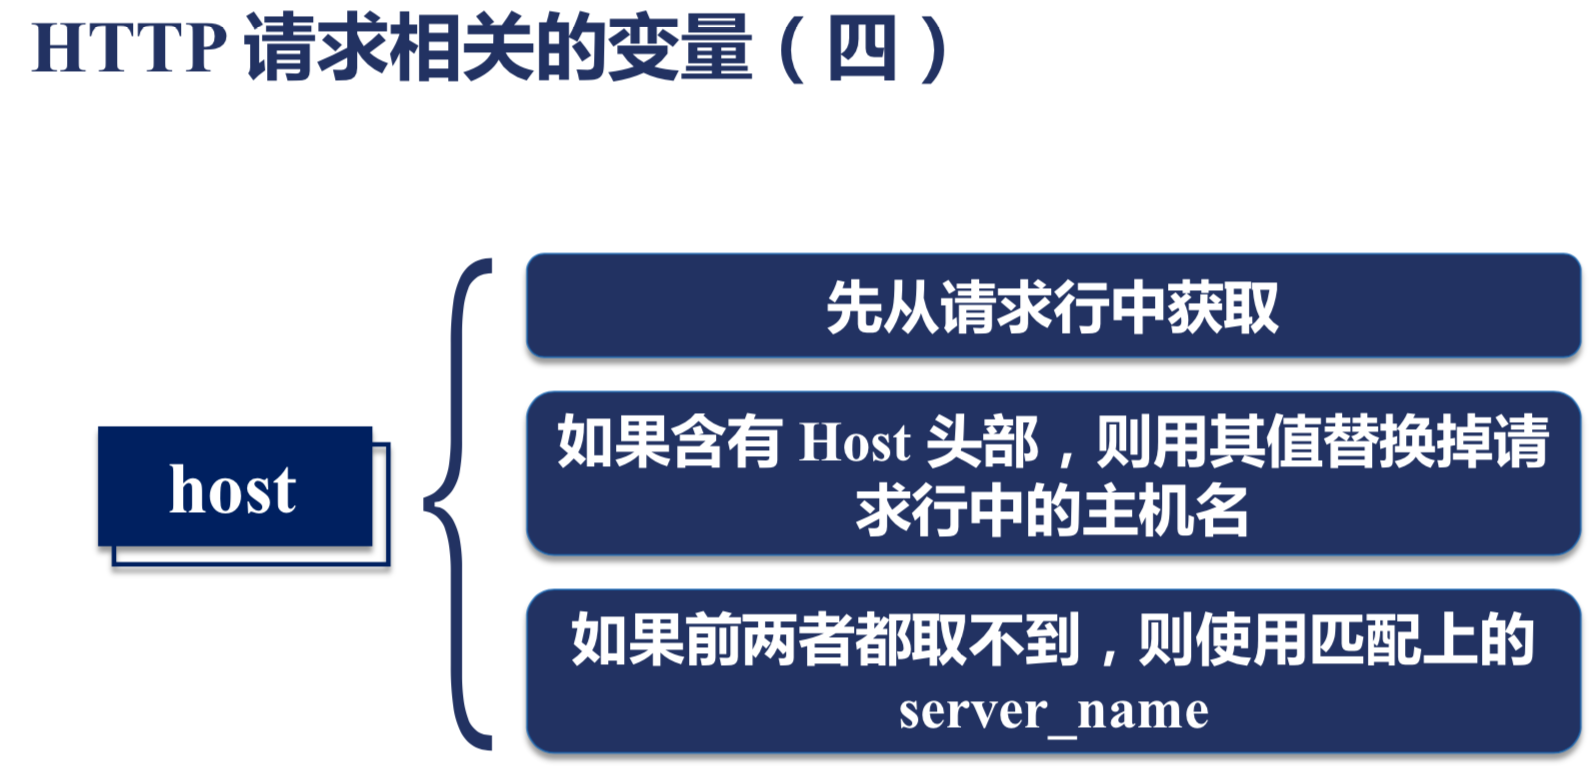 HTTP 请求相关的变量（四）
host
先从请求行中获取
如果含有 Host 头部，则用其值替换掉请
求行中的主机名
如果前两者都取不到，则使用匹配上的
server_name